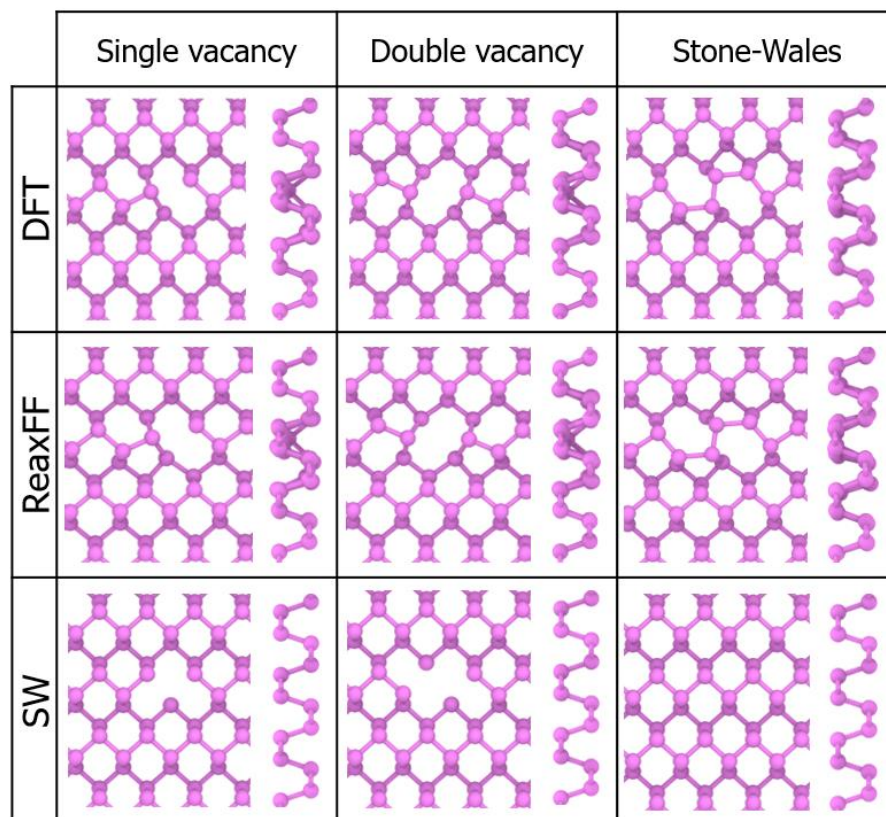 Single vacancy
Double vacancy
Stone-Wales
DFT
ReaxFF
SW